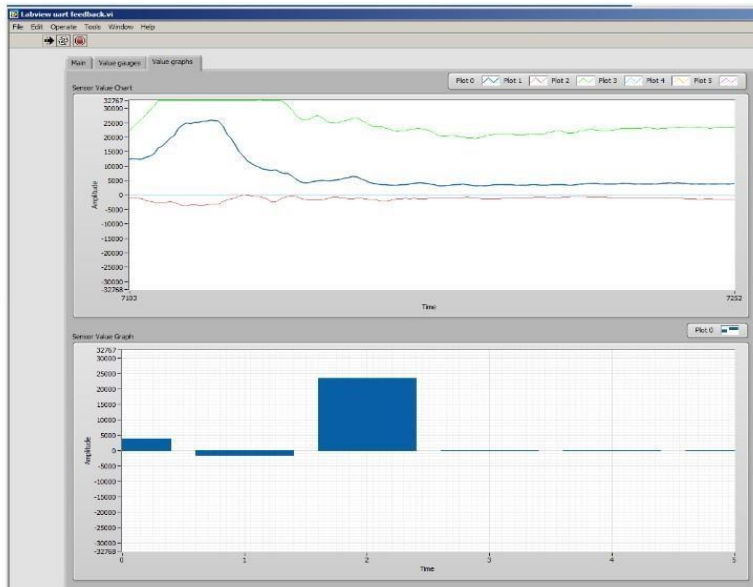 Labview uart feedback.vi
File Edit Operate Tools Window Help
Main Value gauges Value graphs
Sensor Value Chart
Plot 0 Plot 1 Plot 2 Plot 3 Plot 4 Plot 5
32767
30000
25000
20000
15000
10000
5000
0
-5000
-10000
-15000
-20000
-25000
-30000
-32768
Amplitude
7103 7252
Time
Sensor Value Graph
Plot 0
32767
30000
25000
20000
15000
10000
5000
0
-5000
-10000
-15000
-20000
-25000
-30000
-32768
Amplitude
0 1 2 3 4 5
Time